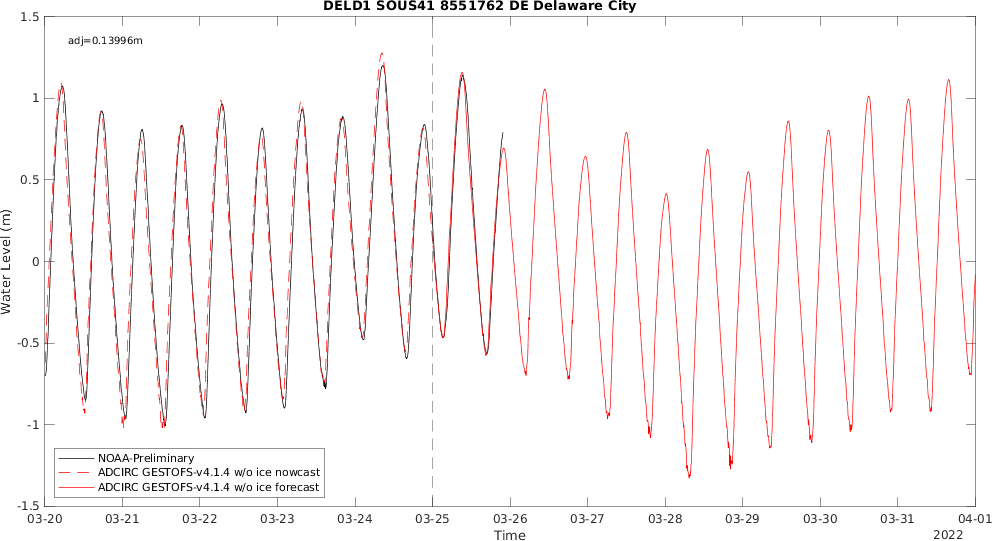 DELD1 SOUS41 8551762 DE Delaware City
adj=0.13996m
Water Level (m)
1.5
1
0.5
0
-0.5
-1
-1.5
NOAA-Preliminary
ADCIRC GESTOFS-v4.1.4 w/o ice nowcast
ADCIRC GESTOFS-v4.1.4 w/o ice forecast
03-20 03-21 03-22 03-23 03-24 03-25 03-26 03-27 03-28 03-29 03-30 03-31 04-01
Time
2022